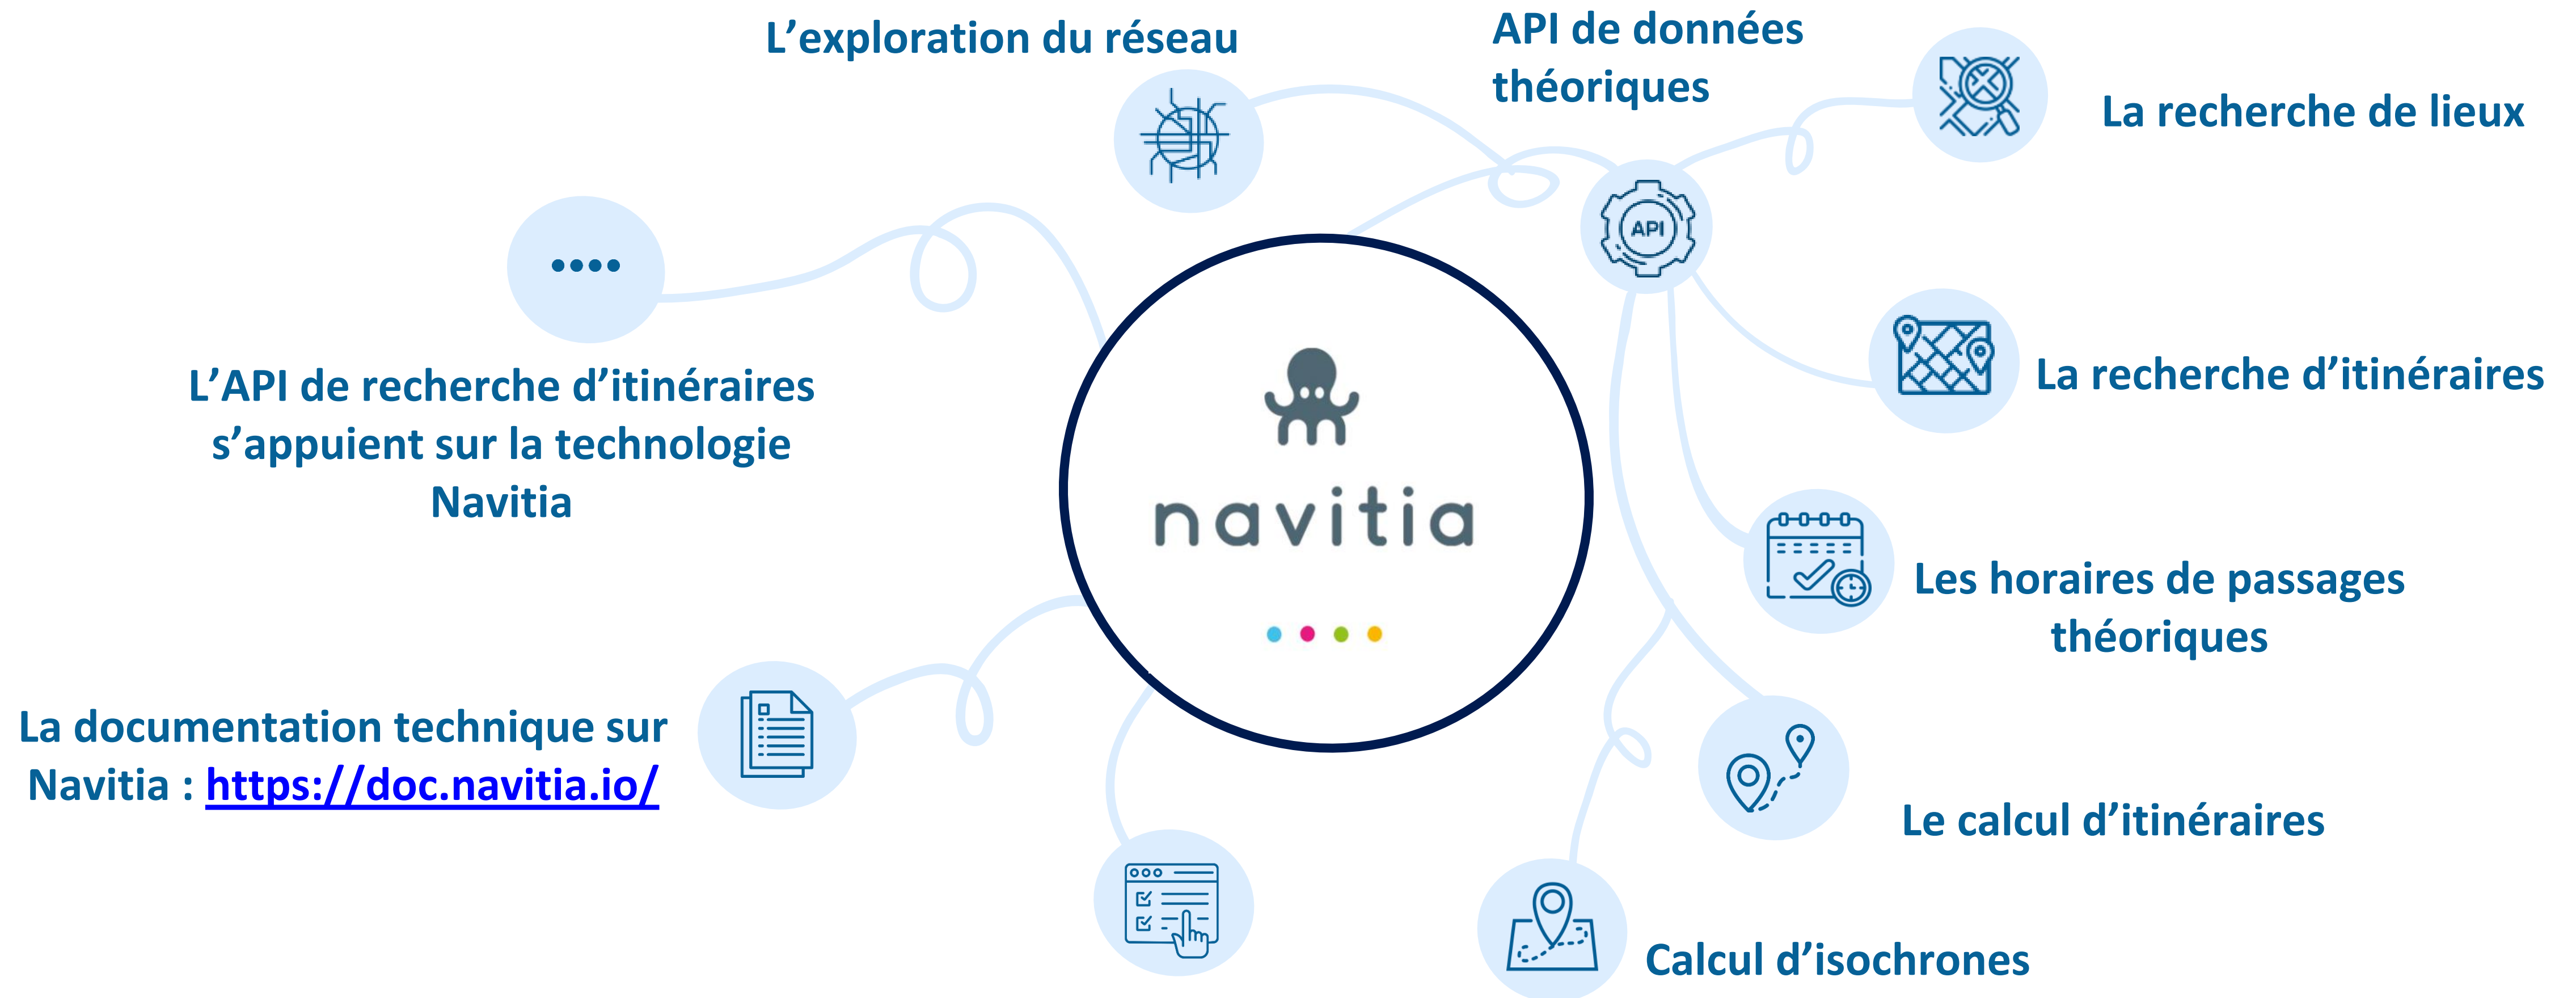 L’exploration du réseau
API de données
théoriques
La recherche de lieux
API
....
L’API de recherche d’itinéraires
s’appuient sur la technologie
Navitia
navitia
La recherche d’itinéraires
Les horaires de passages
théoriques
La documentation technique sur
Navitia : https://doc.navitia.io/
Le calcul d’itinéraires
Calcul d’isochrones